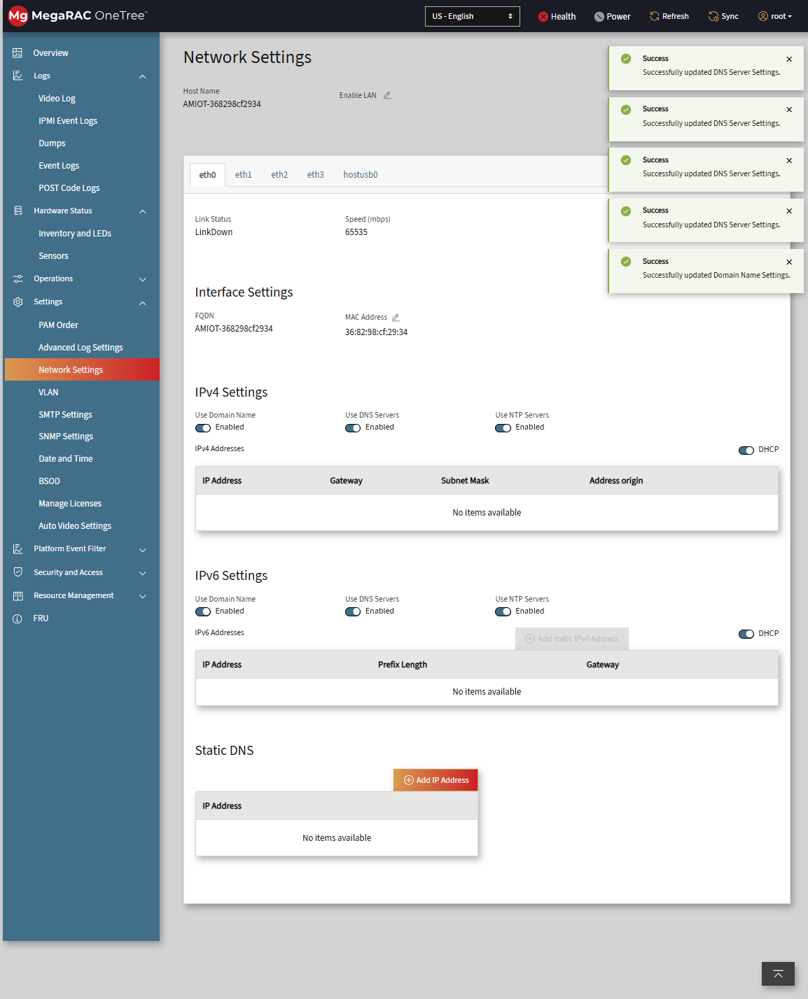 Mg MegaRAC OneTree™
US - English
Health
Power
Refresh
Sync
root
Overview
Logs
Video Log
IPMI Event Logs
Dumps
Event Logs
POST Code Logs
Hardware Status
Inventory and LEDs
Sensors
Operations
Settings
PAM Order
Advanced Log Settings
Network Settings
VLAN
SMTP Settings
SNMP Settings
Date and Time
BSOD
Manage Licenses
Auto Video Settings
Platform Event Filter
Security and Access
Resource Management
FRU
Network Settings
Host Name
AMIOT-368298cf2934
Enable LAN
Success
Successfully updated DNS Server Settings.
Success
Successfully updated DNS Server Settings.
Success
Successfully updated DNS Server Settings.
Success
Successfully updated DNS Server Settings.
Success
Successfully updated Domain Name Settings.
eth0 eth1 eth2 eth3 hostusb0
Link Status
LinkDown
Speed (mbps)
65535
Interface Settings
FQDN
AMIOT-368298cf2934
MAC Address
36:82:98:cf:29:34
IPv4 Settings
Use Domain Name
Enabled
Use DNS Servers
Enabled
Use NTP Servers
Enabled
IPv4 Addresses
DHCP
IP Address Gateway Subnet Mask Address origin
No items available
IPv6 Settings
Use Domain Name
Enabled
Use DNS Servers
Enabled
Use NTP Servers
Enabled
IPv6 Addresses
Add static IPv6 Address
DHCP
IP Address Prefix Length Gateway
No items available
Static DNS
Add IP Address
IP Address
No items available